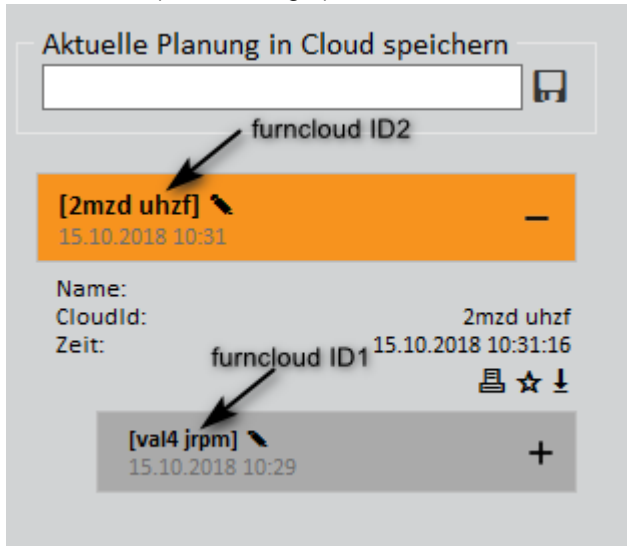 Aktuelle Planung in Cloud speichern
furncloud ID2
[2mzd uhzf]
15.10.2018 10:31
Name:
CloudId: 2mzd uhzf
Zeit: 15.10.2018 10:31:16
furncloud ID1
[val4 jrpm]
15.10.2018 10:29